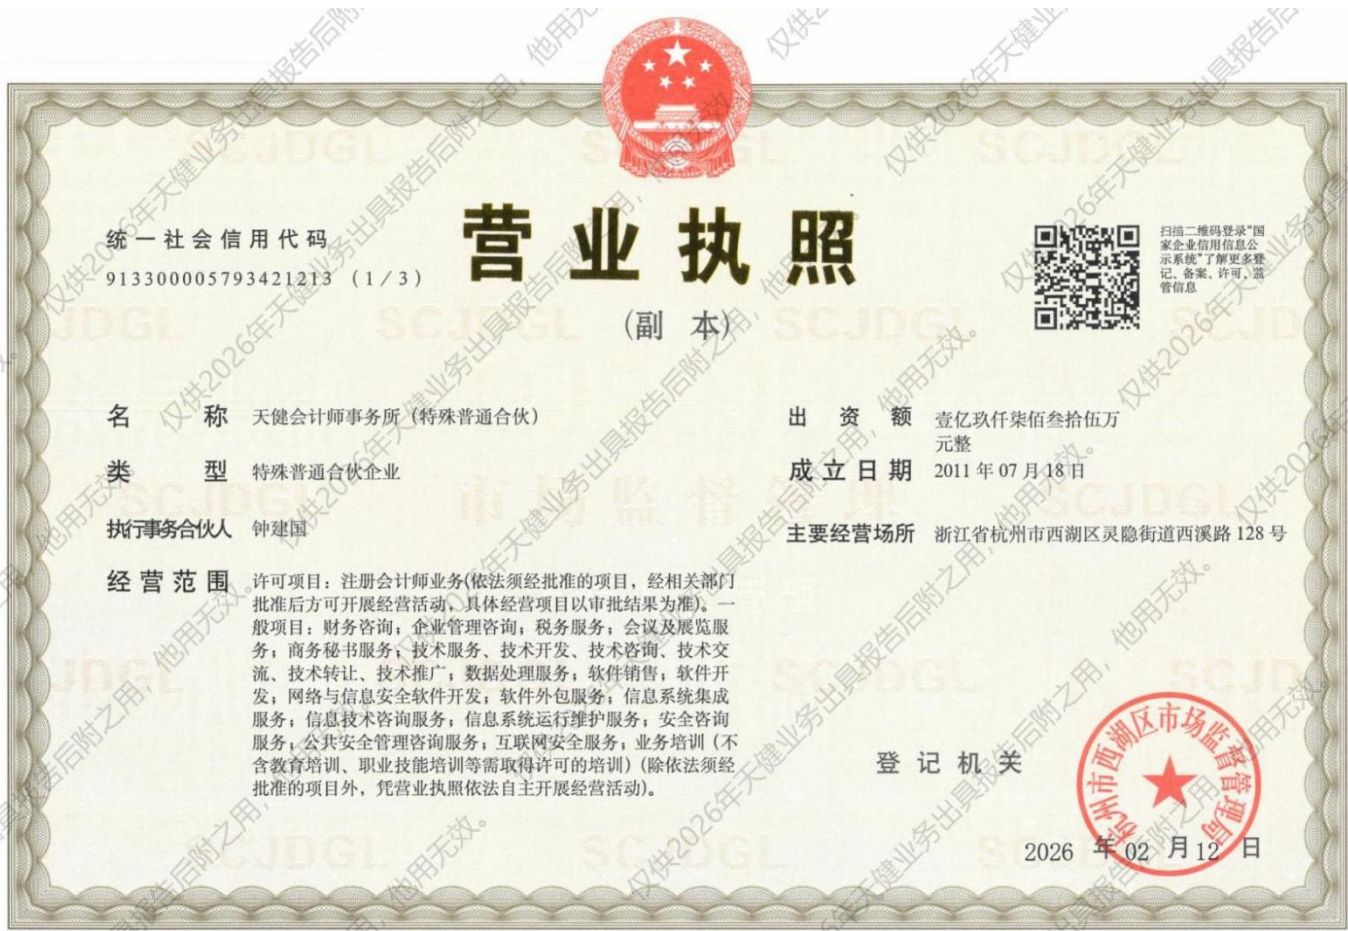 营业执照
(副 本)
统一社会信用代码
913300005793421213 (1/3)
扫描二维码登录“国
家企业信用信息公
示系统”了解更多登
记、备案、许可、监
管信息
名 称 天健会计师事务所（特殊普通合伙）
类 型 特殊普通合伙企业
执行事务合伙人 钟建国
经营范围 许可项目：注册会计师业务(依法须经批准的项目，经相关部门
批准后方可开展经营活动，具体经营项目以审批结果为准)。一
般项目：财务咨询；企业管理咨询；税务服务；会议及展览服
务；商务秘书服务；技术服务、技术开发、技术咨询、技术交
流、技术转让、技术推广；数据处理服务；软件销售；软件开
发；网络与信息安全软件开发；软件外包服务；信息系统集成
服务；信息技术咨询服务；信息系统运行维护服务；安全咨询
服务；公共安全管理咨询服务；互联网安全服务；业务培训（不
含教育培训、职业技能培训等需取得许可的培训）(除依法须经
批准的项目外，凭营业执照依法自主开展经营活动)。
出 资 额 壹亿玖仟柒佰叁拾伍万
元整
成立日期 2011 年 07 月 18 日
主要经营场所 浙江省杭州市西湖区灵隐街道西溪路 128 号
登 记 机 关
杭州市西湖区市场监督管理局
2026 年 02 月 12 日
仅供2026年天健业务出具报告后附之用，他用无效。
SCJDGL
市场监督管理